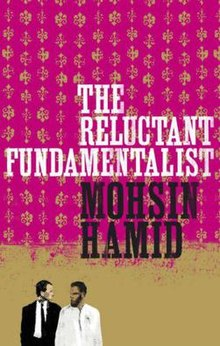 THE
RELUCTANT
FUNDAMENTALIST
MOHSIN
HAMID